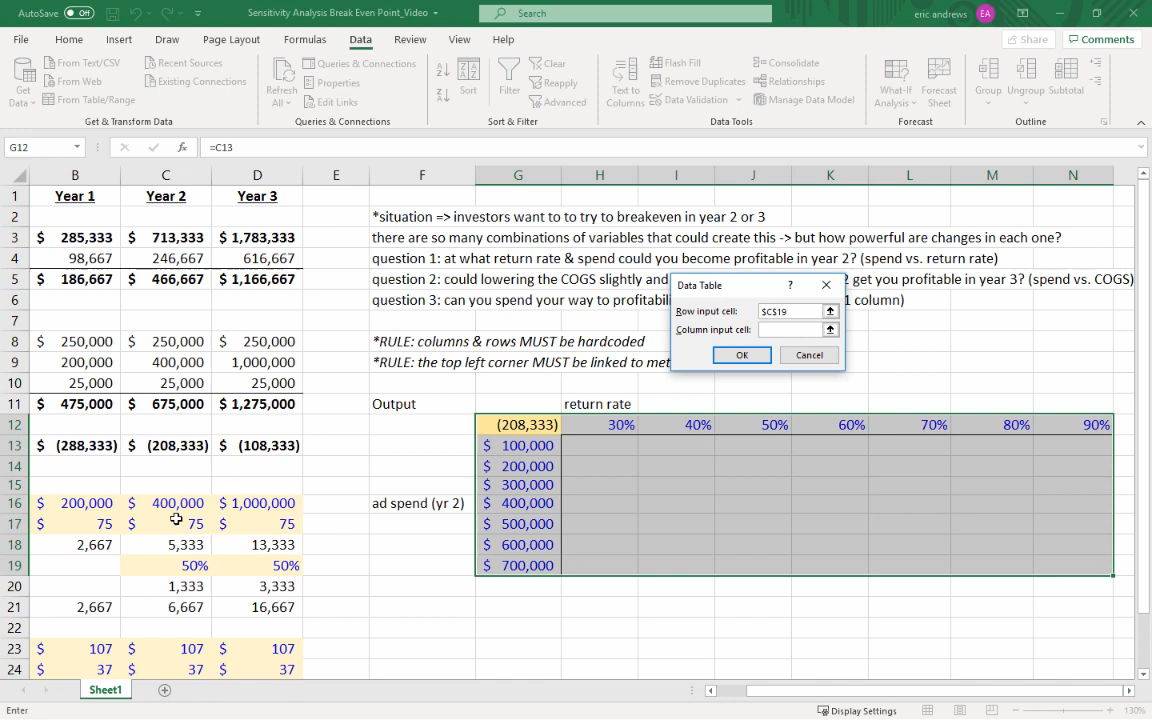 AutoSave Off Sensitivity Analysis Break Even Point_Video Search eric andrews EA
File Home Insert Draw Page Layout Formulas Data Review View Help Share Comments
Get Data From Text/CSV From Web From Table/Range Recent Sources Existing Connections
Refresh All Queries & Connections Properties Edit Links
Sort Filter Clear Reapply Advanced
Text to Columns Flash Fill Remove Duplicates Data Validation Consolidate Relationships Manage Data Model
What-If Analysis Forecast Sheet Group Ungroup Subtotal
Get & Transform Data Queries & Connections Sort & Filter Data Tools Forecast Outline
G12 fx =C13
B C D E F G H I J K L M N
1 Year 1 Year 2 Year 3
2 *situation => investors want to to try to breakeven in year 2 or 3
3 $ 285,333 $ 713,333 $ 1,783,333 there are so many combinations of variables that could create this -> but how powerful are changes in each one?
4 98,667 246,667 616,667 question 1: at what return rate & spend could you become profitable in year 2? (spend vs. return rate)
5 $ 186,667 $ 466,667 $ 1,166,667 question 2: could lowering the COGS slightly and 2 get you profitable in year 3? (spend vs. COGS)
6 question 3: can you spend your way to profitabil 1 column)
7
8 $ 250,000 $ 250,000 $ 250,000 *RULE: columns & rows MUST be hardcoded
9 200,000 400,000 1,000,000 *RULE: the top left corner MUST be linked to met
10 25,000 25,000 25,000
11 $ 475,000 $ 675,000 $ 1,275,000 Output return rate
12 (208,333) 30% 40% 50% 60% 70% 80% 90%
13 $ (288,333) $ (208,333) $ (108,333) $ 100,000
14 $ 200,000
15 $ 300,000
16 $ 200,000 $ 400,000 $ 1,000,000 ad spend (yr 2) $ 400,000
17 $ 75 $ 75 $ 75 $ 500,000
18 2,667 5,333 13,333 $ 600,000
19 50% 50% $ 700,000
20 1,333 3,333
21 2,667 6,667 16,667
22
23 $ 107 $ 107 $ 107
24 $ 37 $ 37 $ 37
Data Table ?
Row input cell: $C$19
Column input cell:
OK Cancel
Sheet1
Enter Display Settings 130%